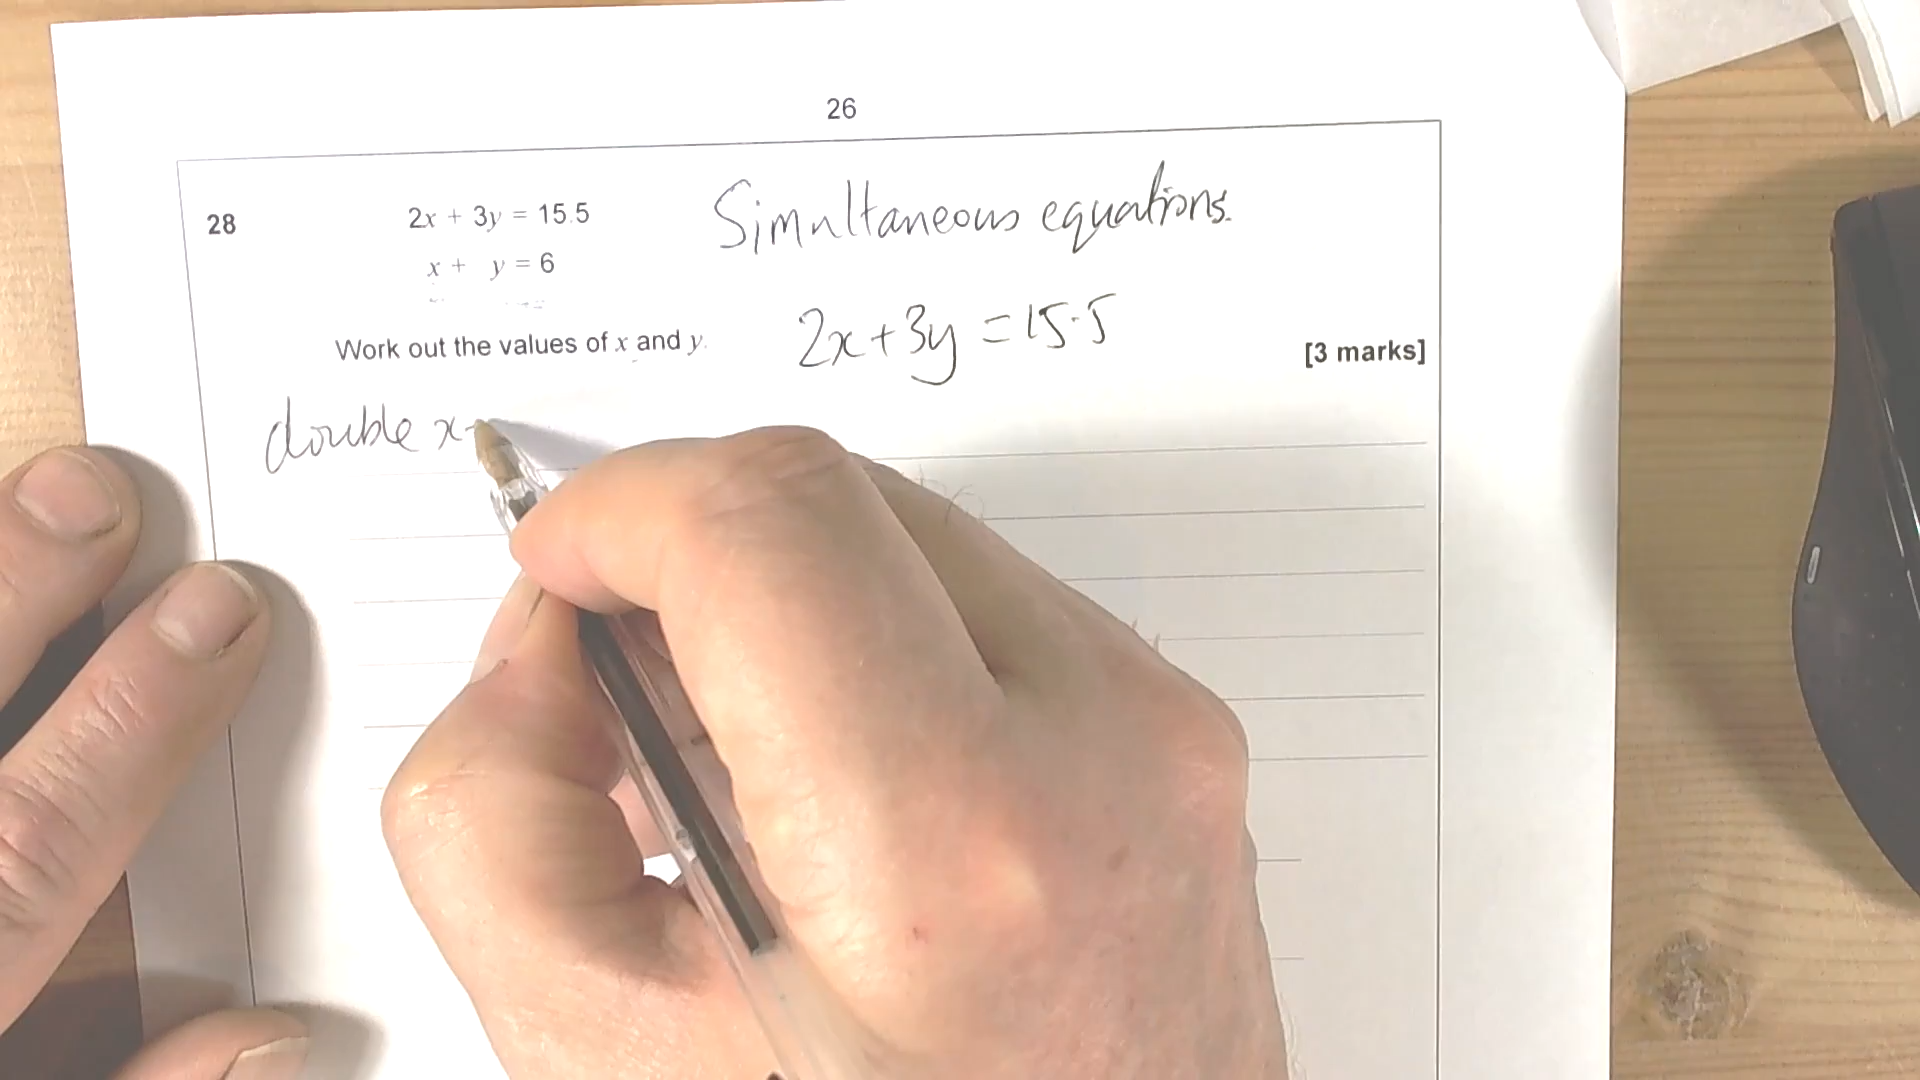 26
28
2x + 3y = 15.5
Simultaneous equations.
x + y = 6
2x + 3y = 15.5
Work out the values of x and y.
[3 marks]
double x